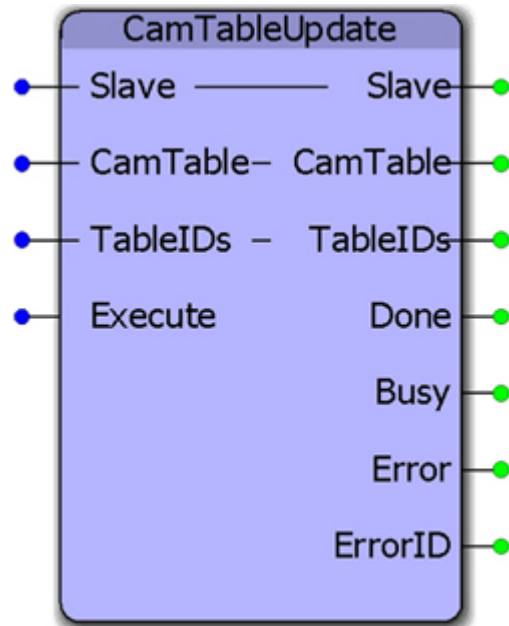 CamTableUpdate
Slave Slave
CamTable CamTable
TableIDs TableIDs
Execute Done
Busy
Error
ErrorID